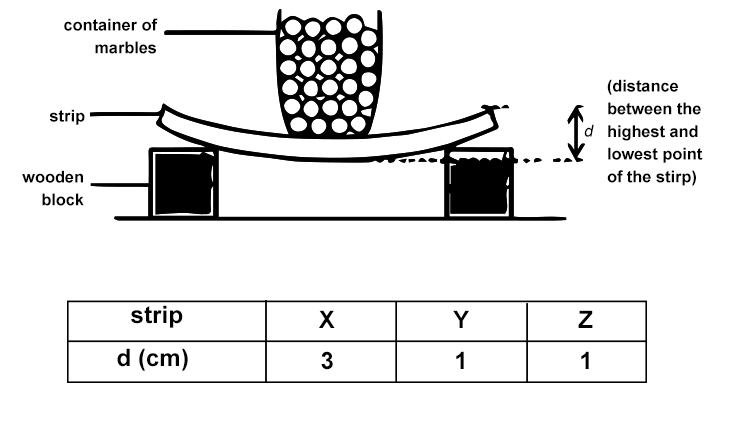 container of
marbles
strip
wooden
block
d
(distance
between the
highest and
lowest point
of the stirp)
strip X Y Z
d (cm) 3 1 1